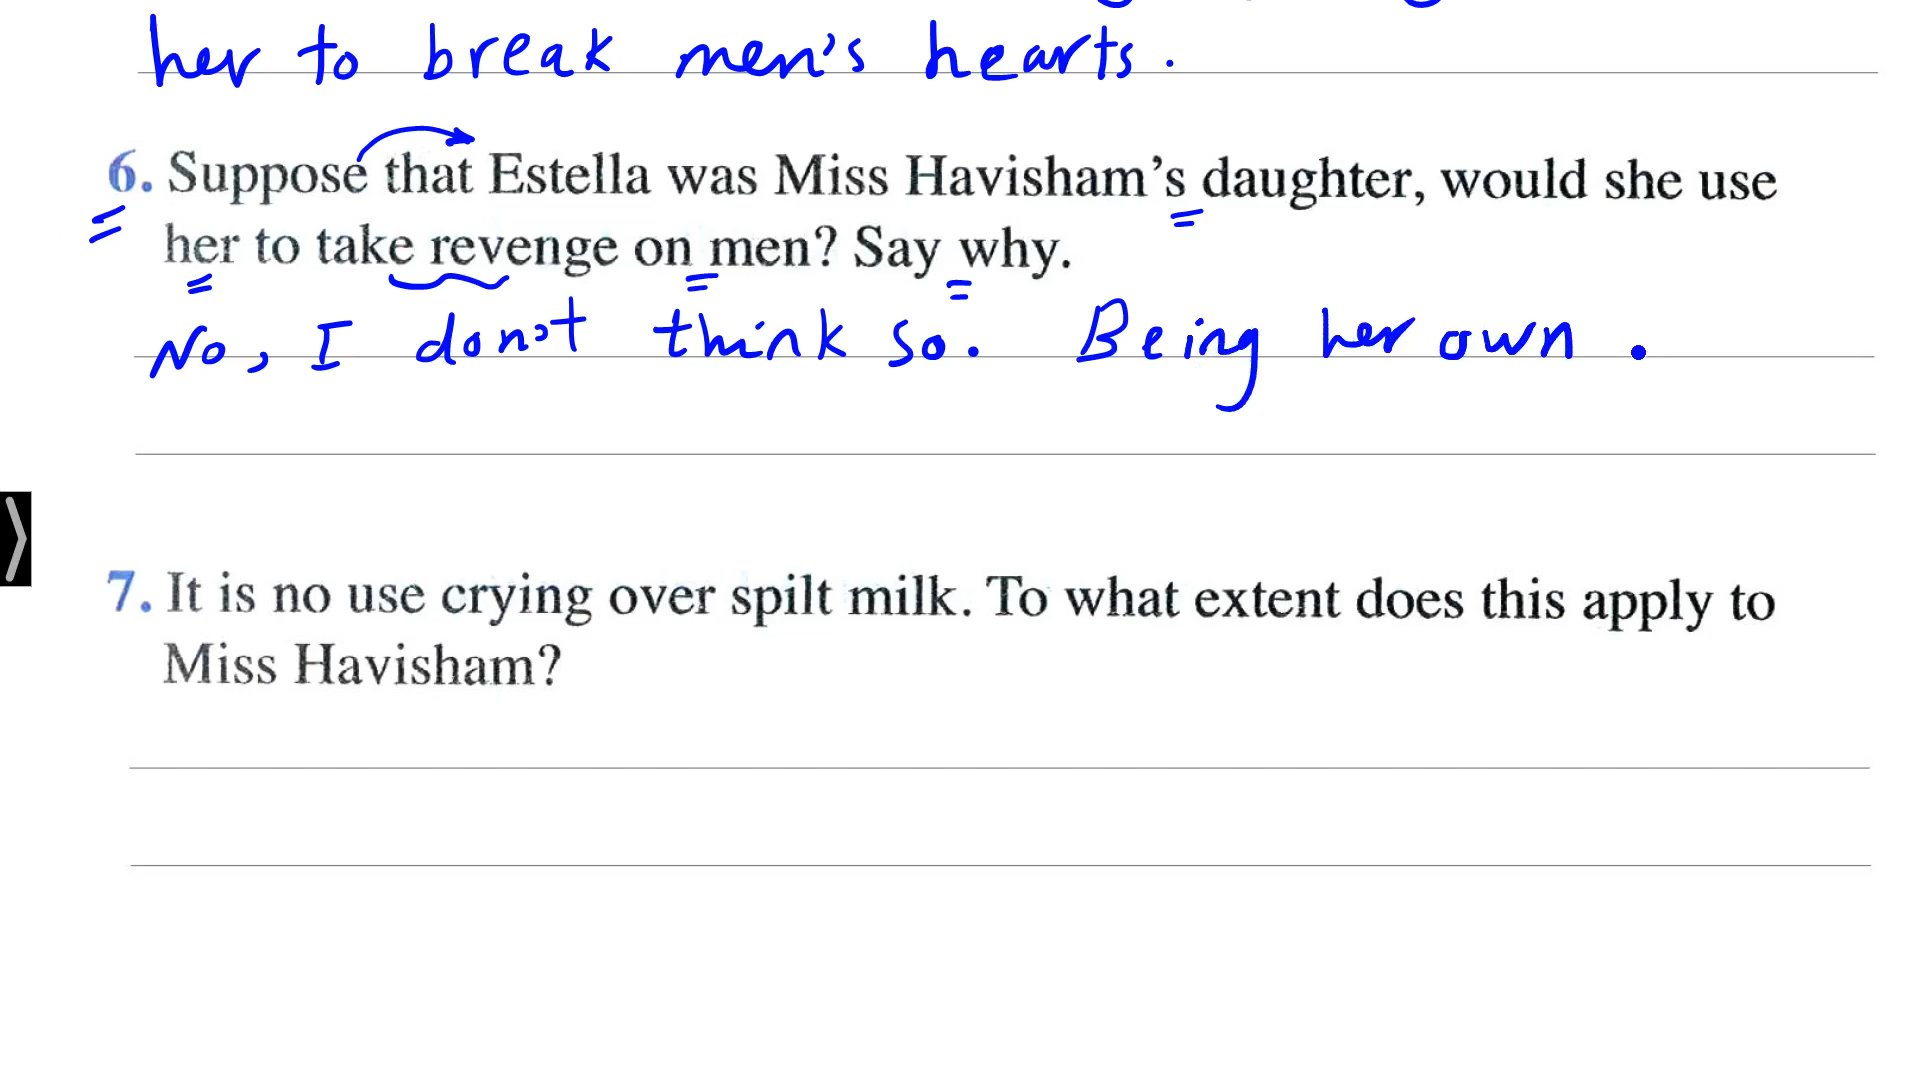 her to break men's hearts.
6. Suppose that Estella was Miss Havisham's daughter, would she use
her to take revenge on men? Say why.
No, I don't think so. Being her own.
7. It is no use crying over spilt milk. To what extent does this apply to
Miss Havisham?